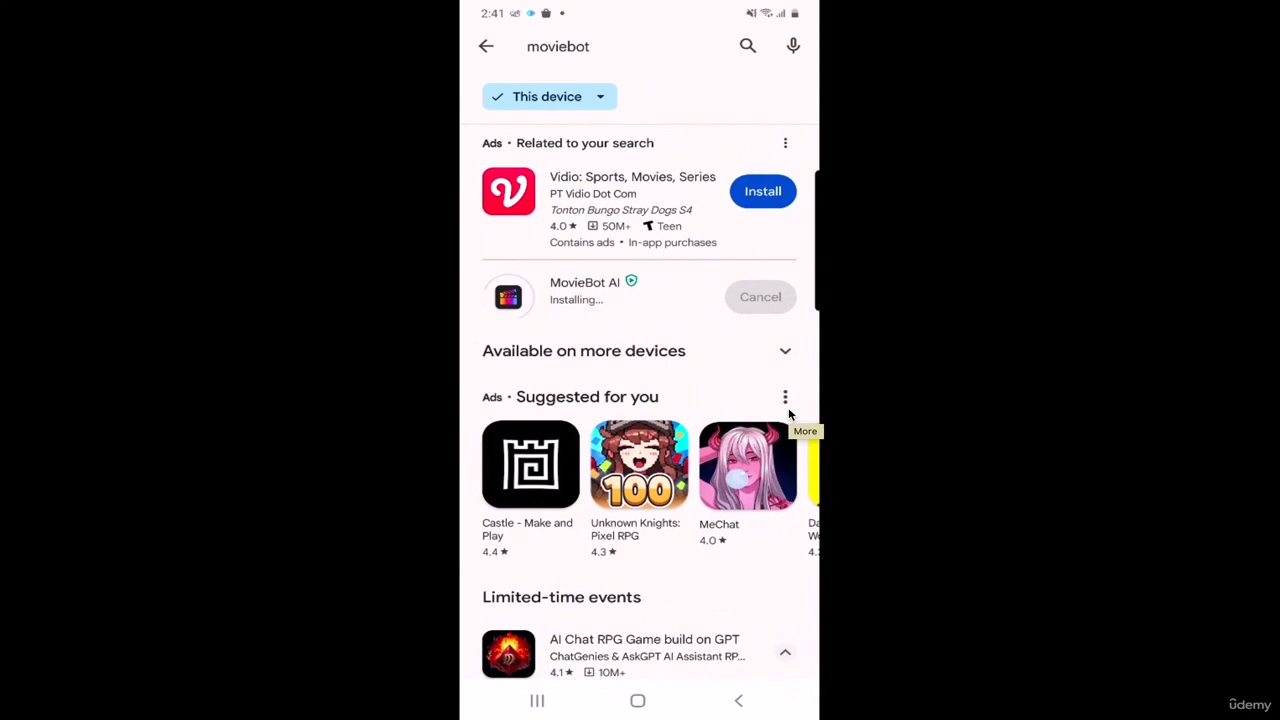 2:41
moviebot
This device
Ads • Related to your search
Vidio: Sports, Movies, Series
PT Vidio Dot Com
Tonton Bungo Stray Dogs S4
4.0★ 50M+ Teen
Contains ads • In-app purchases
Install
MovieBot AI
Installing...
Cancel
Available on more devices
Ads • Suggested for you
More
100
Castle - Make and
Play
4.4★
Unknown Knights:
Pixel RPG
4.3★
MeChat
4.0★
Da
Wo
4.
Limited-time events
AI Chat RPG Game build on GPT
ChatGenies & AskGPT AI Assistant RP...
4.1★ 10M+
ûdemy